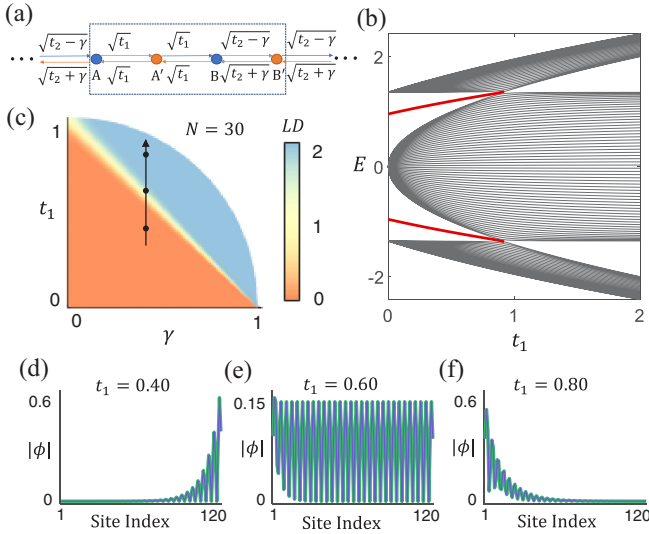 (a)
√t₂ − γ √t₁ √t₁ √t₂ − γ √t₂ − γ
··· ···
√t₂ + γ A √t₁ A′ √t₁ B √t₂ + γ B′ √t₂ + γ
(b)
2
E 0
-2
0 1 2
t₁
(c)
N = 30
LD
1
t₁
0
0 γ 1
2
1
0
(d)
t₁ = 0.40
0.6
|ϕ|
0
1 120
Site Index
(e)
t₁ = 0.60
0.15
|ϕ|
0
1 120
Site Index
(f)
t₁ = 0.80
0.6
|ϕ|
0
1 120
Site Index